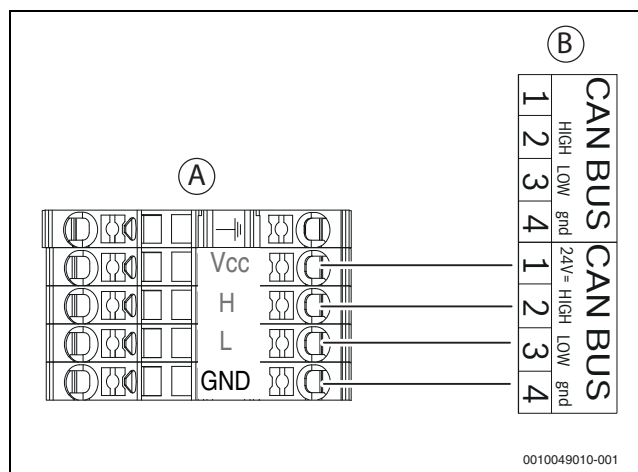 A
B
Vcc
H
L
GND
CAN BUS
1
2 HIGH
3 LOW
4 gnd
CAN BUS
1 24V=
2 HIGH
3 LOW
4 gnd
0010049010-001